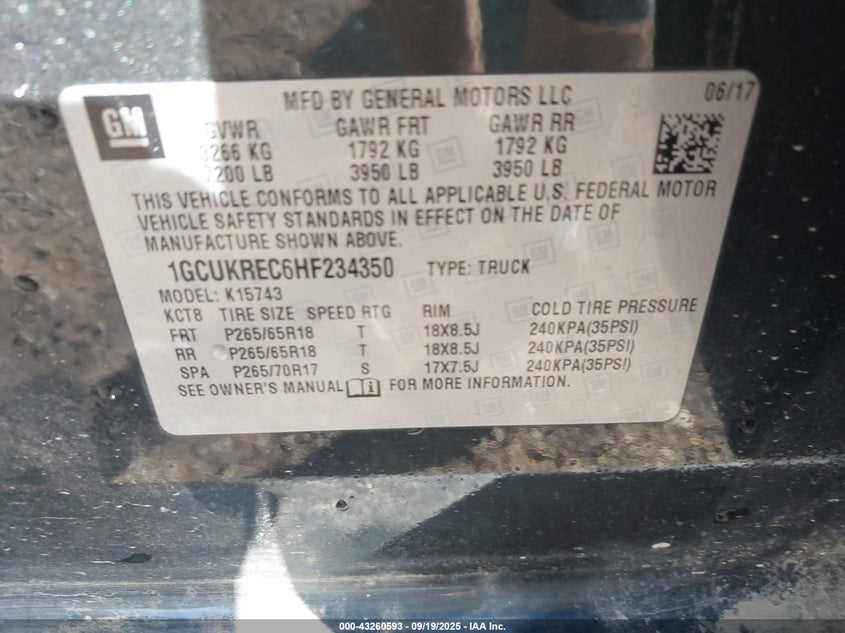 MFD BY GENERAL MOTORS LLC 06/17
GM
GVWR GAWR FRT GAWR RR
3266 KG 1792 KG 1792 KG
7200 LB 3950 LB 3950 LB
THIS VEHICLE CONFORMS TO ALL APPLICABLE U.S. FEDERAL MOTOR
VEHICLE SAFETY STANDARDS IN EFFECT ON THE DATE OF
MANUFACTURE SHOWN ABOVE.
1GCUKREC6HF234350 TYPE: TRUCK
MODEL: K15743
KCT8 TIRE SIZE SPEED RTG RIM COLD TIRE PRESSURE
FRT P265/65R18 T 18X8.5J 240KPA(35PSI)
RR P265/65R18 T 18X8.5J 240KPA(35PSI)
SPA P265/70R17 S 17X7.5J 240KPA(35PSI)
SEE OWNER'S MANUAL FOR MORE INFORMATION.
000-43260593 - 09/19/2025 - IAA Inc.